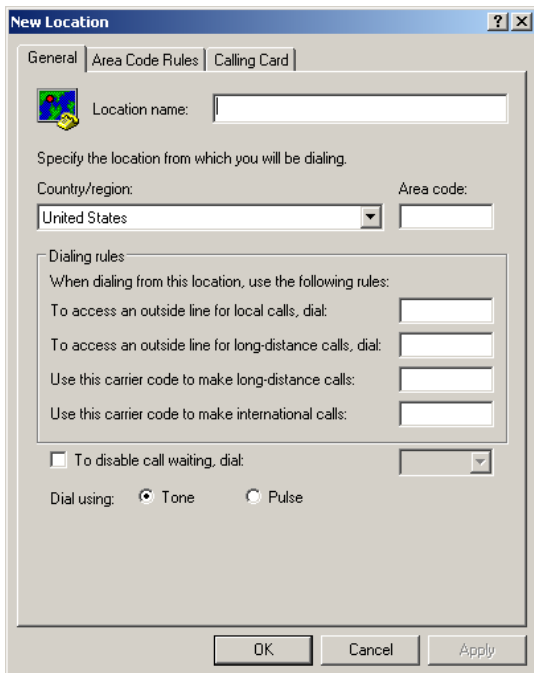 New Location
General Area Code Rules Calling Card
Location name:
Specify the location from which you will be dialing.
Country/region: Area code:
United States
Dialing rules
When dialing from this location, use the following rules:
To access an outside line for local calls, dial:
To access an outside line for long-distance calls, dial:
Use this carrier code to make long-distance calls:
Use this carrier code to make international calls:
To disable call waiting, dial:
Dial using: Tone Pulse
OK Cancel Apply